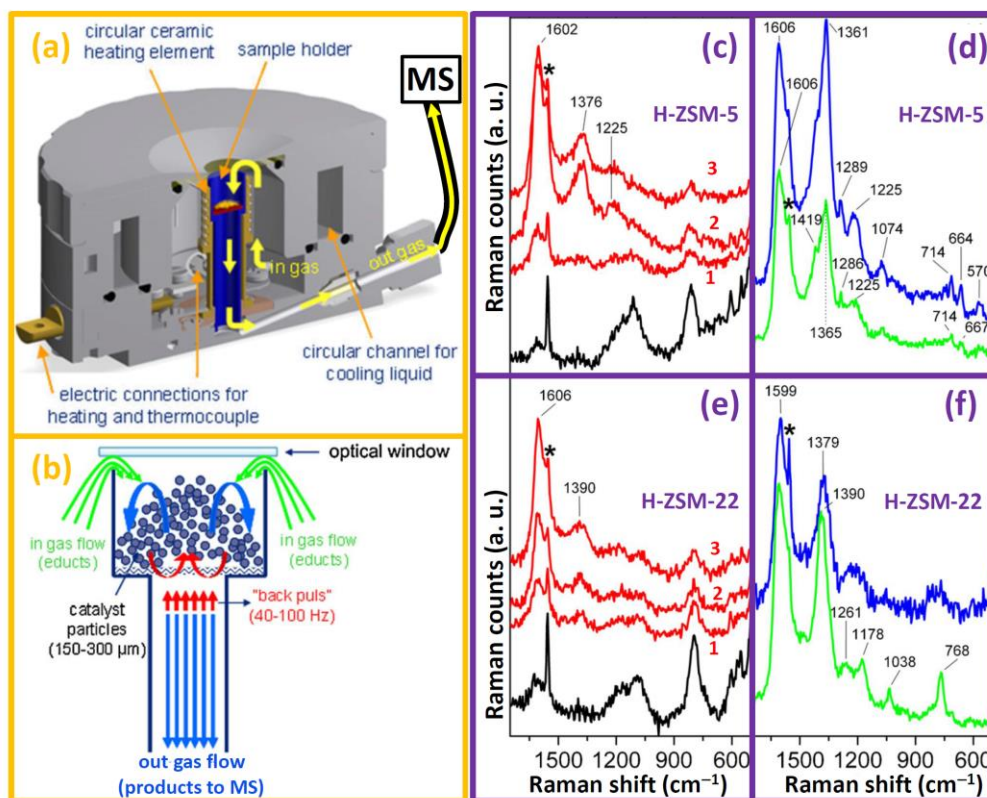 (a)
circular ceramic
heating element
sample holder
MS
in gas
out gas
circular channel for
cooling liquid
electric connections for
heating and thermocouple
(b)
optical window
in gas flow
(educts)
in gas flow
(educts)
catalyst
particles
(150-300 µm)
"back puls"
(40-100 Hz)
out gas flow
(products to MS)
Raman counts (a. u.)
(c)
H-ZSM-5
1602
*
1376
1225
3
2
1
(d)
H-ZSM-5
1606
1361
1606
*
1289
1225
1419
1074
1286
1225
714
664
570
714
667
1365
Raman counts (a. u.)
(e)
H-ZSM-22
1606
*
1390
3
2
1
1500 1200 900 600
Raman shift (cm⁻¹)
(f)
H-ZSM-22
1599
*
1379
1390
1261
1178
1038
768
1500 1200 900 600
Raman shift (cm⁻¹)